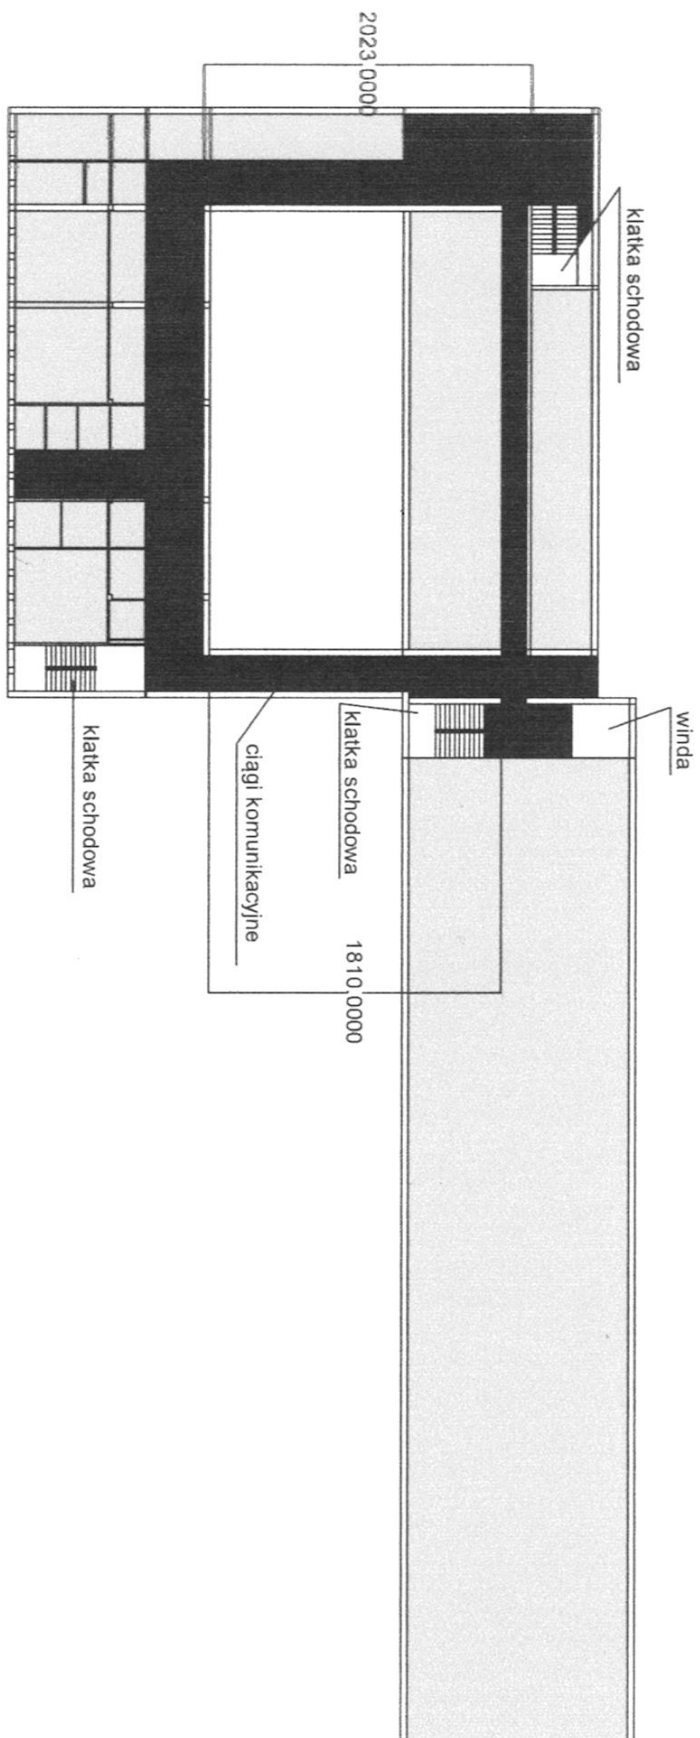 2023,0000
klatka schodowa
winda
klatka schodowa
ciągi komunikacyjne
klatka schodowa
1810,0000